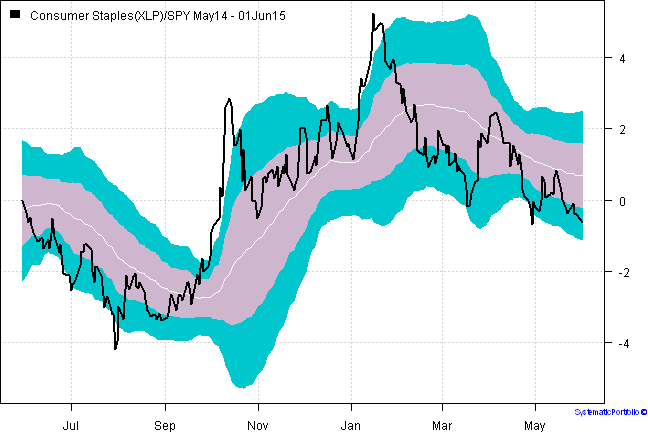 Consumer Staples(XLP)/SPY May14 - 01Jun15
4
2
0
-2
-4
Jul Sep Nov Jan Mar May
SystematicPortfolio ©